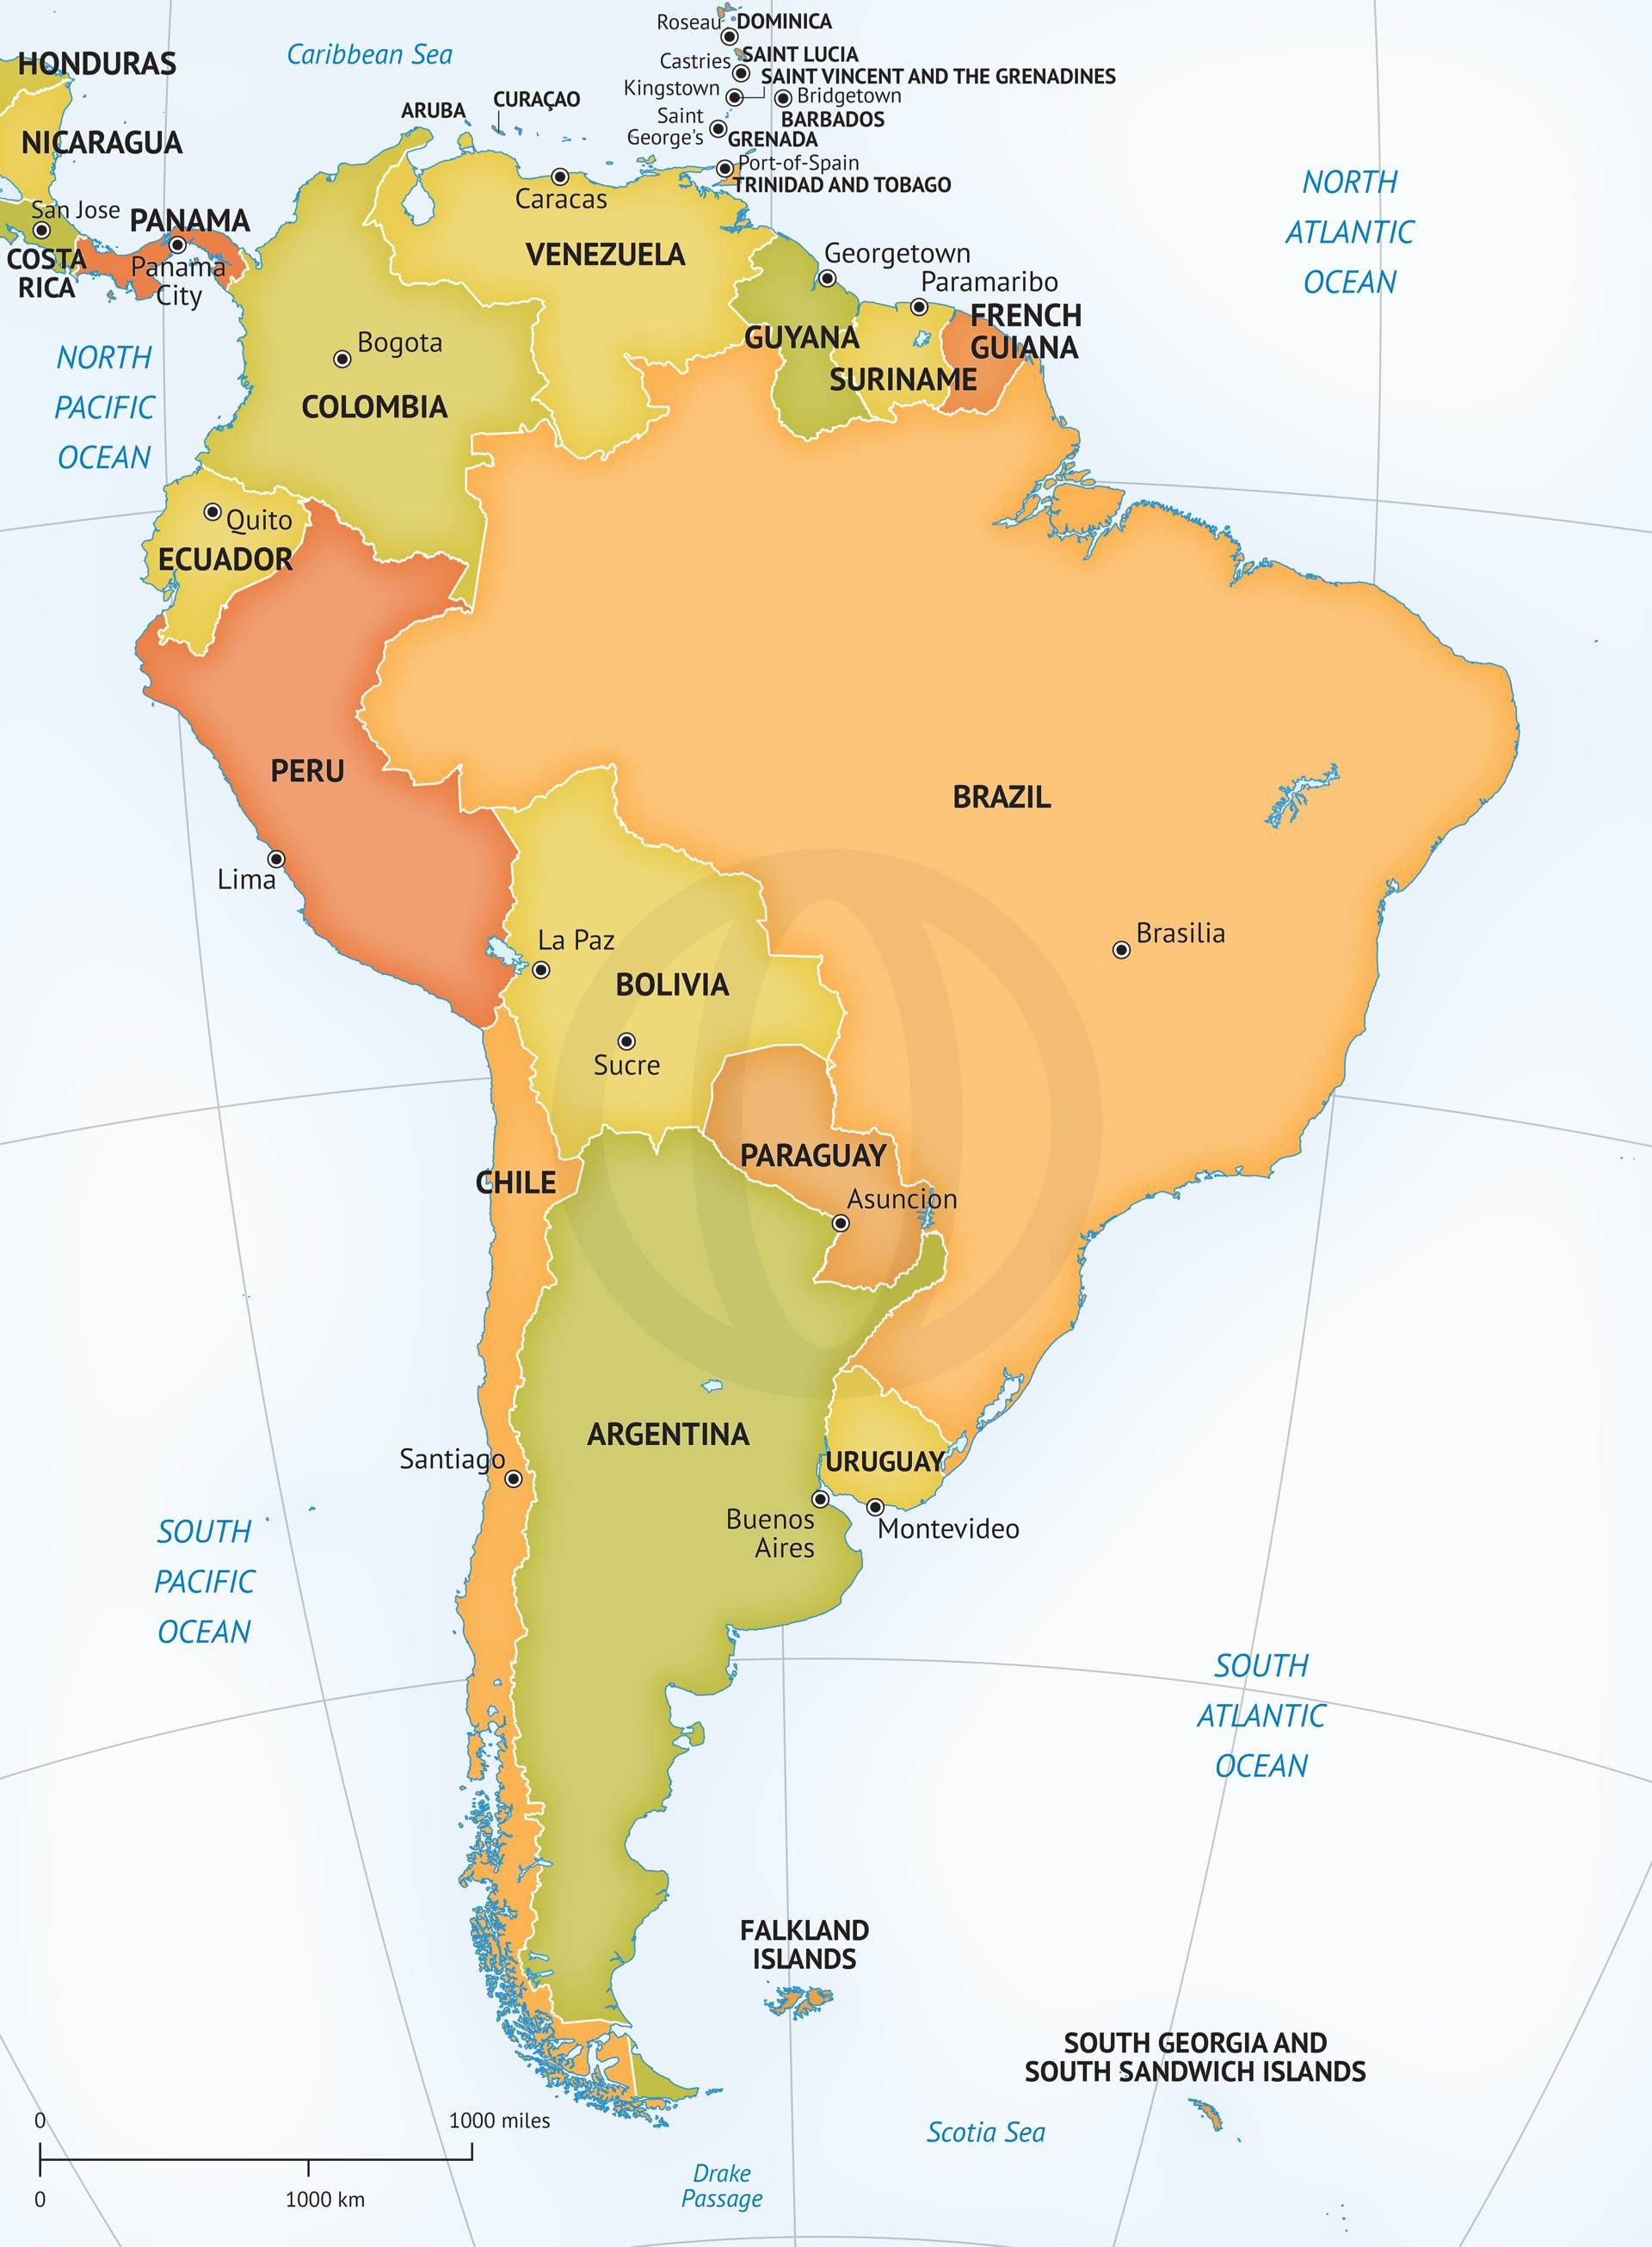 Roseau DOMINICA
Castries SAINT LUCIA
Kingstown SAINT VINCENT AND THE GRENADINES
Bridgetown
BARBADOS
Saint
George's GRENADA
Port-of-Spain
TRINIDAD AND TOBAGO
Caribbean Sea
HONDURAS
NICARAGUA
ARUBA
CURAÇAO
San Jose
COSTA
RICA
PANAMA
Panama
City
Caracas
VENEZUELA
NORTH
ATLANTIC
OCEAN
Georgetown
Paramaribo
GUYANA
SURINAME
FRENCH
GUIANA
NORTH
PACIFIC
OCEAN
Bogota
COLOMBIA
Quito
ECUADOR
PERU
Lima
BRAZIL
Brasilia
La Paz
BOLIVIA
Sucre
PARAGUAY
Asuncion
CHILE
ARGENTINA
Santiago
URUGUAY
Buenos
Aires
Montevideo
SOUTH
PACIFIC
OCEAN
SOUTH
ATLANTIC
OCEAN
FALKLAND
ISLANDS
SOUTH GEORGIA AND
SOUTH SANDWICH ISLANDS
Scotia Sea
Drake
Passage
0 1000 miles
0 1000 km